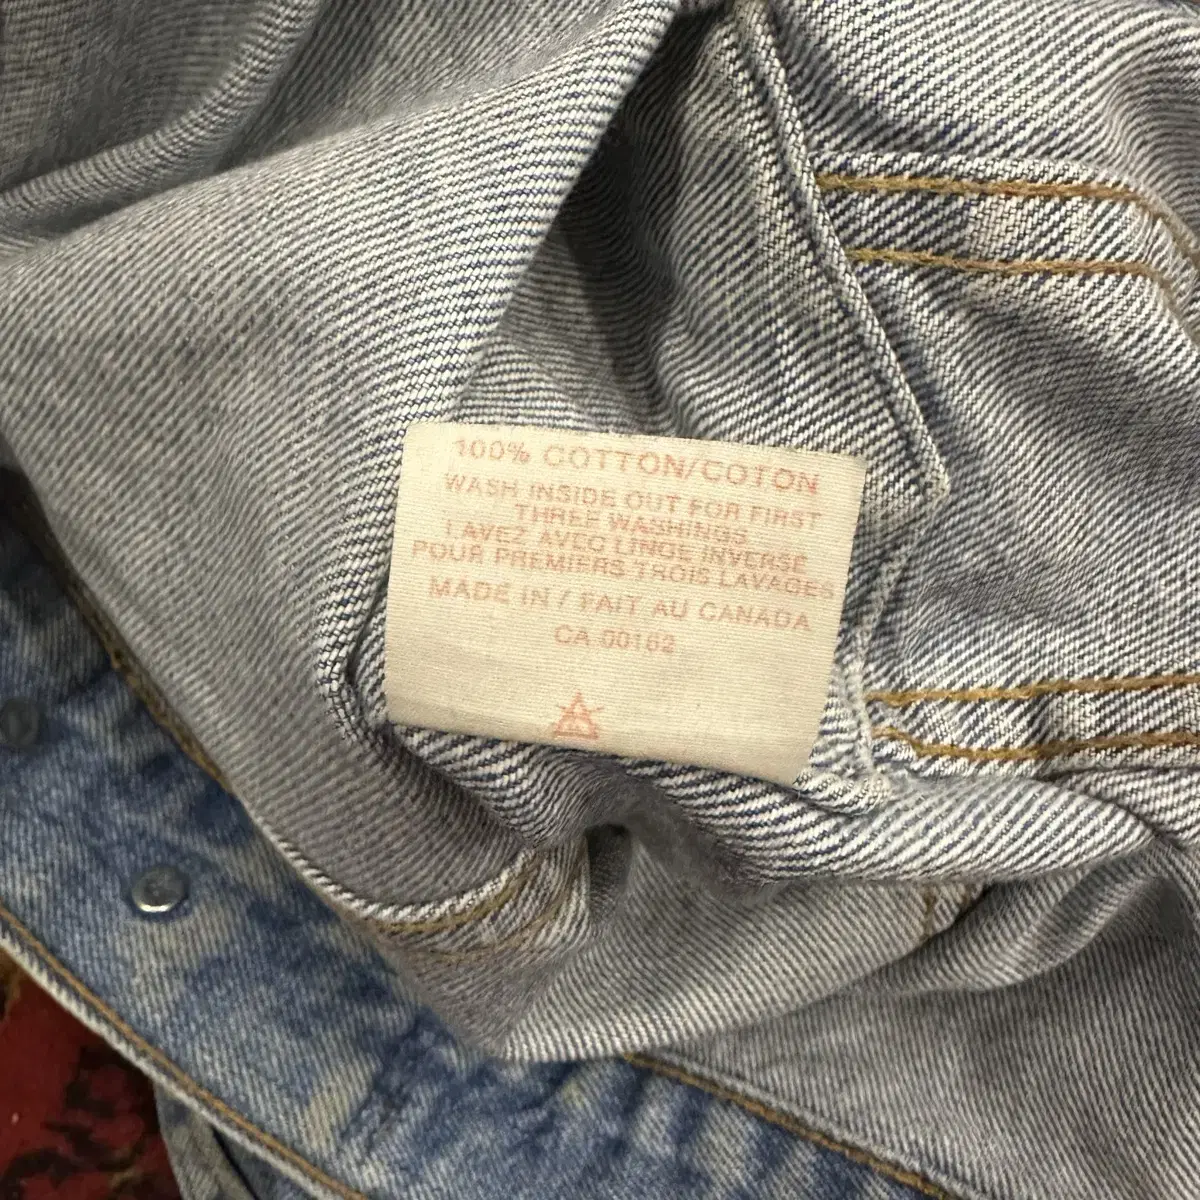 100% COTTON/COTON
WASH INSIDE OUT FOR FIRST
THREE WASHINGS
LAVEZ AVEC LINGE INVERSE
POUR PREMIERS TROIS LAVAGES
MADE IN / FAIT AU CANADA
CA 00162